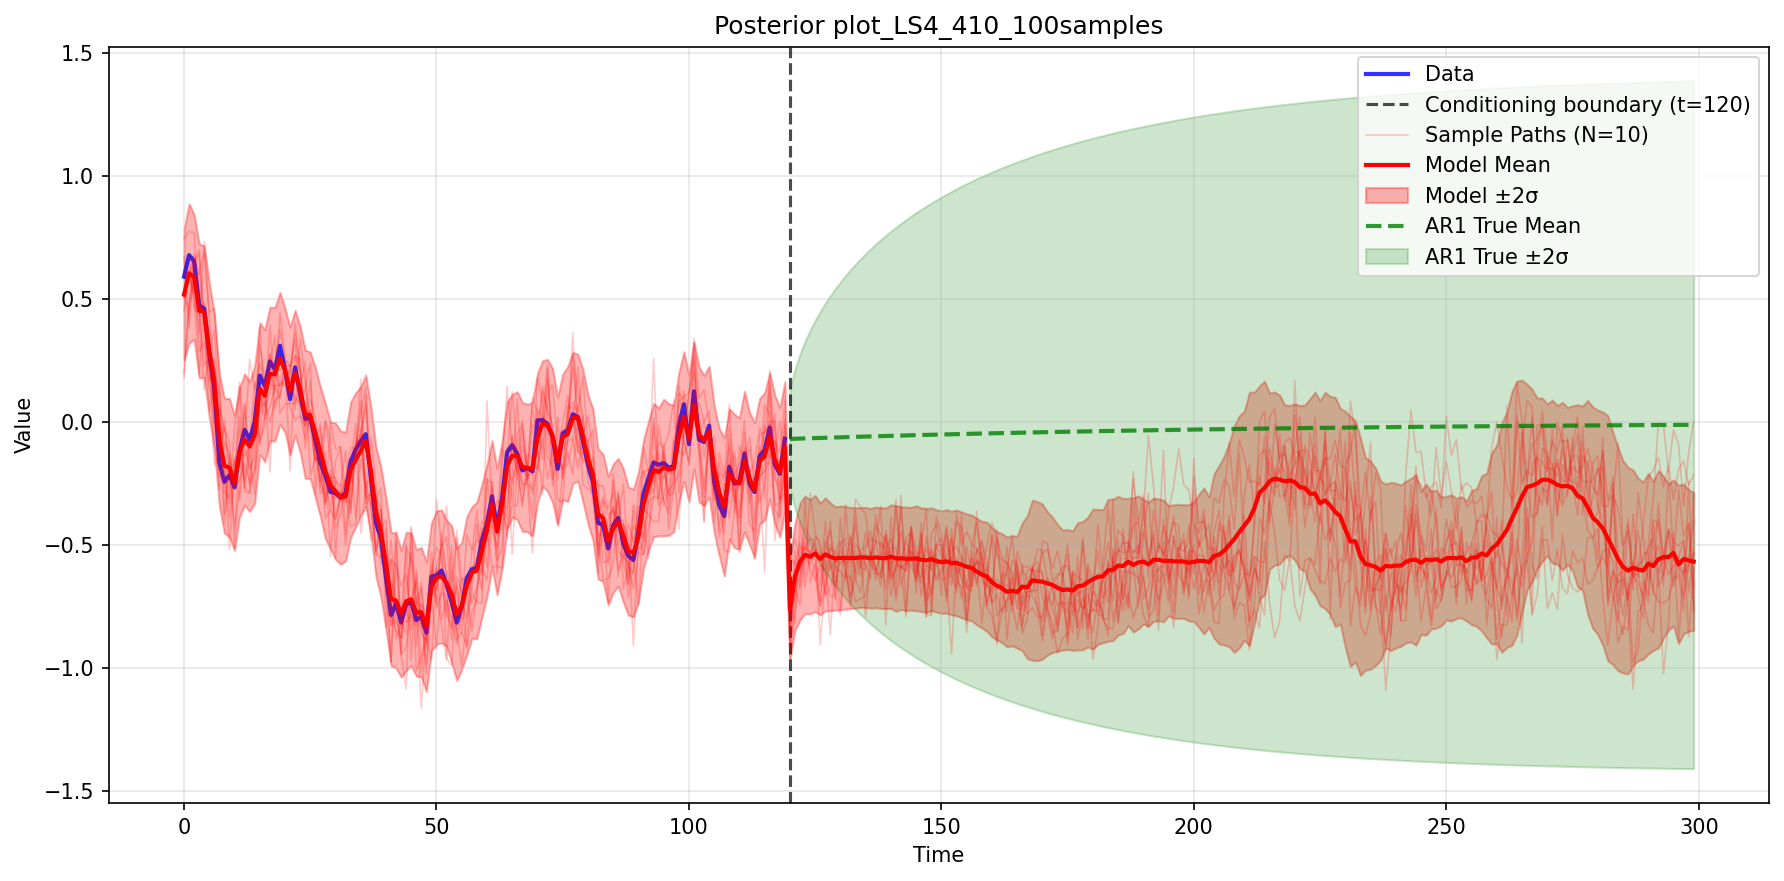 Posterior plot_LS4_410_100samples
Data
Conditioning boundary (t=120)
Sample Paths (N=10)
Model Mean
Model ±2σ
AR1 True Mean
AR1 True ±2σ
Value
1.5
1.0
0.5
0.0
−0.5
−1.0
−1.5
0 50 100 150 200 250 300
Time